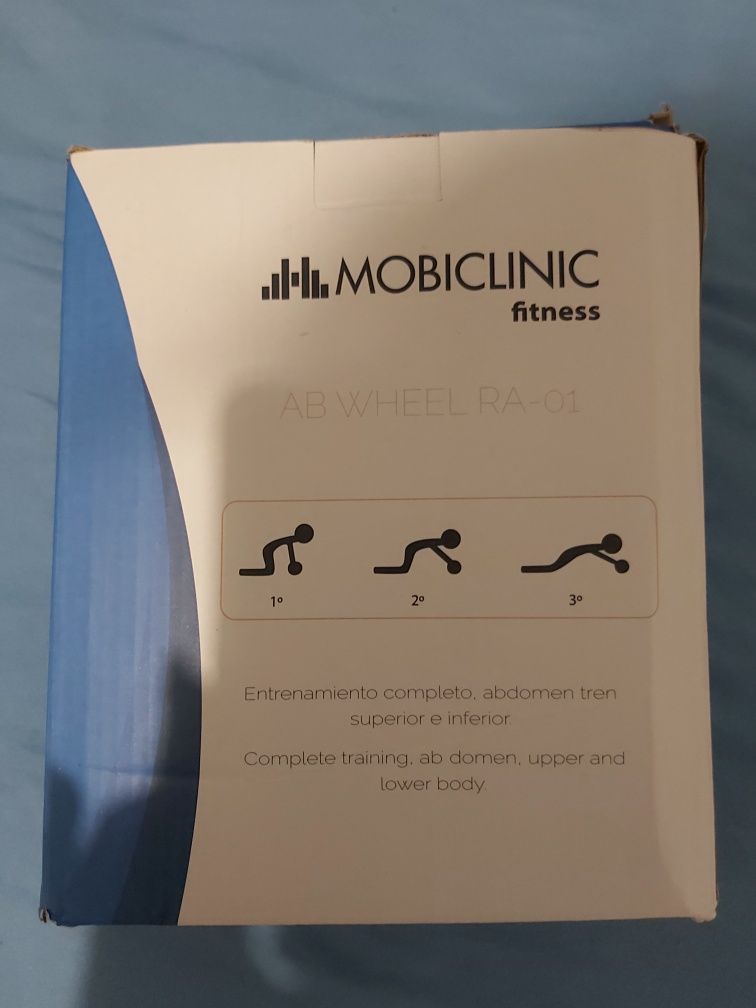 MOBICLINIC
fitness
AB WHEEL RA-01
1º 2º 3º
Entrenamiento completo, abdomen tren
superior e inferior.
Complete training, ab domen, upper and
lower body.